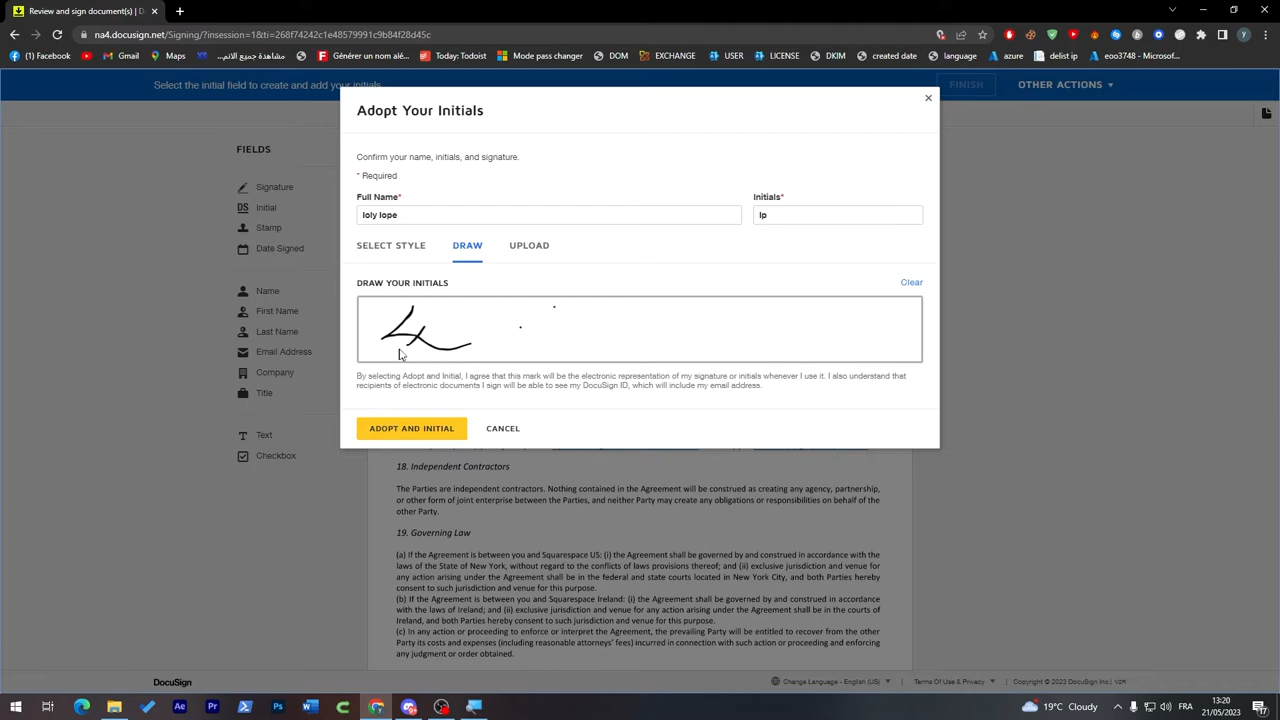 Review and sign document(s) | D
na4.docusign.net/Signing/?insession=1&ti=268f74242c1e48579991c9b84f28d45c
Facebook
Ahmed
Générer un nom foo
Netflix
Mode pas cher shopping
DOM
EXCHANGE
USER
LICENSE
DKIM
created date
azure
delist ip
eoo3748 - Microsoft...
Select the initial field to create and add your initials.
FINISH
OTHER ACTIONS
Adopt Your Initials
Confirm your name, initials, and signature.
* Required
Full Name*
Initials*
loly lope
lp
SELECT STYLE
DRAW
UPLOAD
DRAW YOUR INITIALS
Clear
By selecting Adopt and Initial, I agree that this mark will be the electronic representation of my signature or initials whenever I use it. I also understand that
recipients of electronic documents I sign will be able to see my DocuSign ID, which will include my email address.
ADOPT AND INITIAL
CANCEL
FIELDS
Signature
DS
Initial
Stamp
Date Signed
Name
First Name
Last Name
Email Address
Company
Title
Text
Checkbox
18. Independent Contractors
The Parties are independent contractors. Nothing contained in the Agreement will be construed as creating any agency, partnership,
or other form of joint enterprise between the Parties, and neither Party may create any obligations or responsibilities on behalf of the
other Party.
19. Governing Law
(a) If the Agreement is between you and Squarespace US: (i) the Agreement shall be governed by and construed in accordance with the
laws of the State of New York, without regard to the conflicts of laws provisions thereof; and (ii) exclusive jurisdiction and venue for
any action arising under the Agreement shall be in the federal and state courts located in New York City, and both Parties hereby
consent to such jurisdiction and venue for this purpose.
(b) If the Agreement is between you and Squarespace Ireland: (i) the Agreement shall be governed by and construed in accordance
with the laws of Ireland; and (ii) exclusive jurisdiction and venue for any action arising under the Agreement shall be in the courts of
Ireland, and both Parties hereby consent to such jurisdiction and venue for this purpose.
(c) In any action or proceeding to enforce or interpret the Agreement, the prevailing Party will be entitled to recover from the other
Party its costs and expenses (including reasonable attorneys' fees) incurred in connection with such action or proceeding and enforcing
any judgment or order obtained.
DocuSign
Change Language - English (US)
Terms Of Use & Privacy
Copyright © 2023 DocuSign Inc. | V2R
19°C Cloudy
13:20
21/05/2023